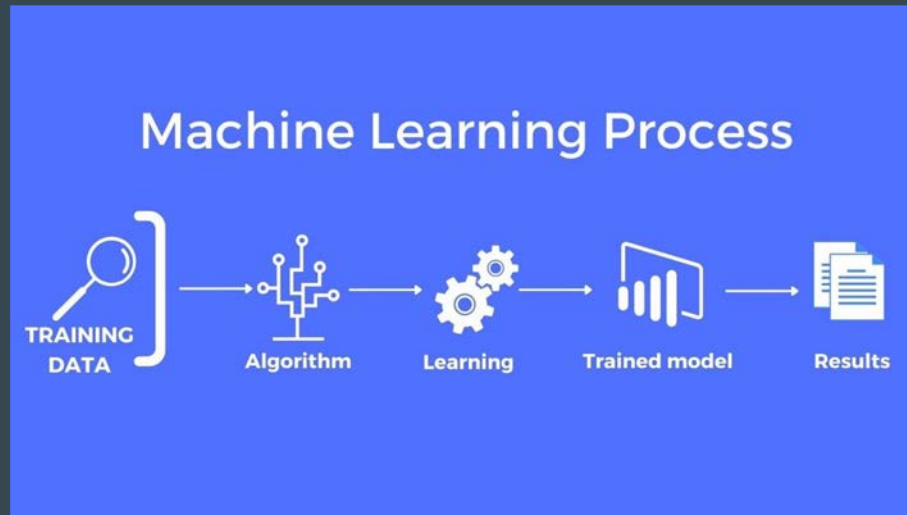 Machine Learning Process
TRAINING
DATA
Algorithm
Learning
Trained model
Results